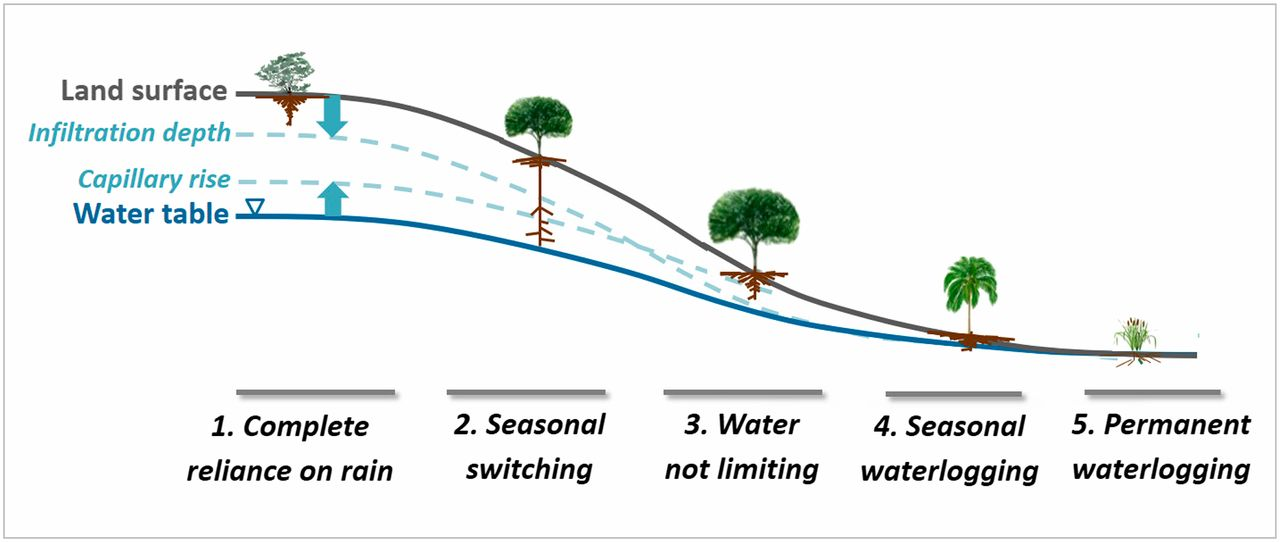 Land surface
Infiltration depth
Capillary rise
Water table
1. Complete
reliance on rain
2. Seasonal
switching
3. Water
not limiting
4. Seasonal
waterlogging
5. Permanent
waterlogging